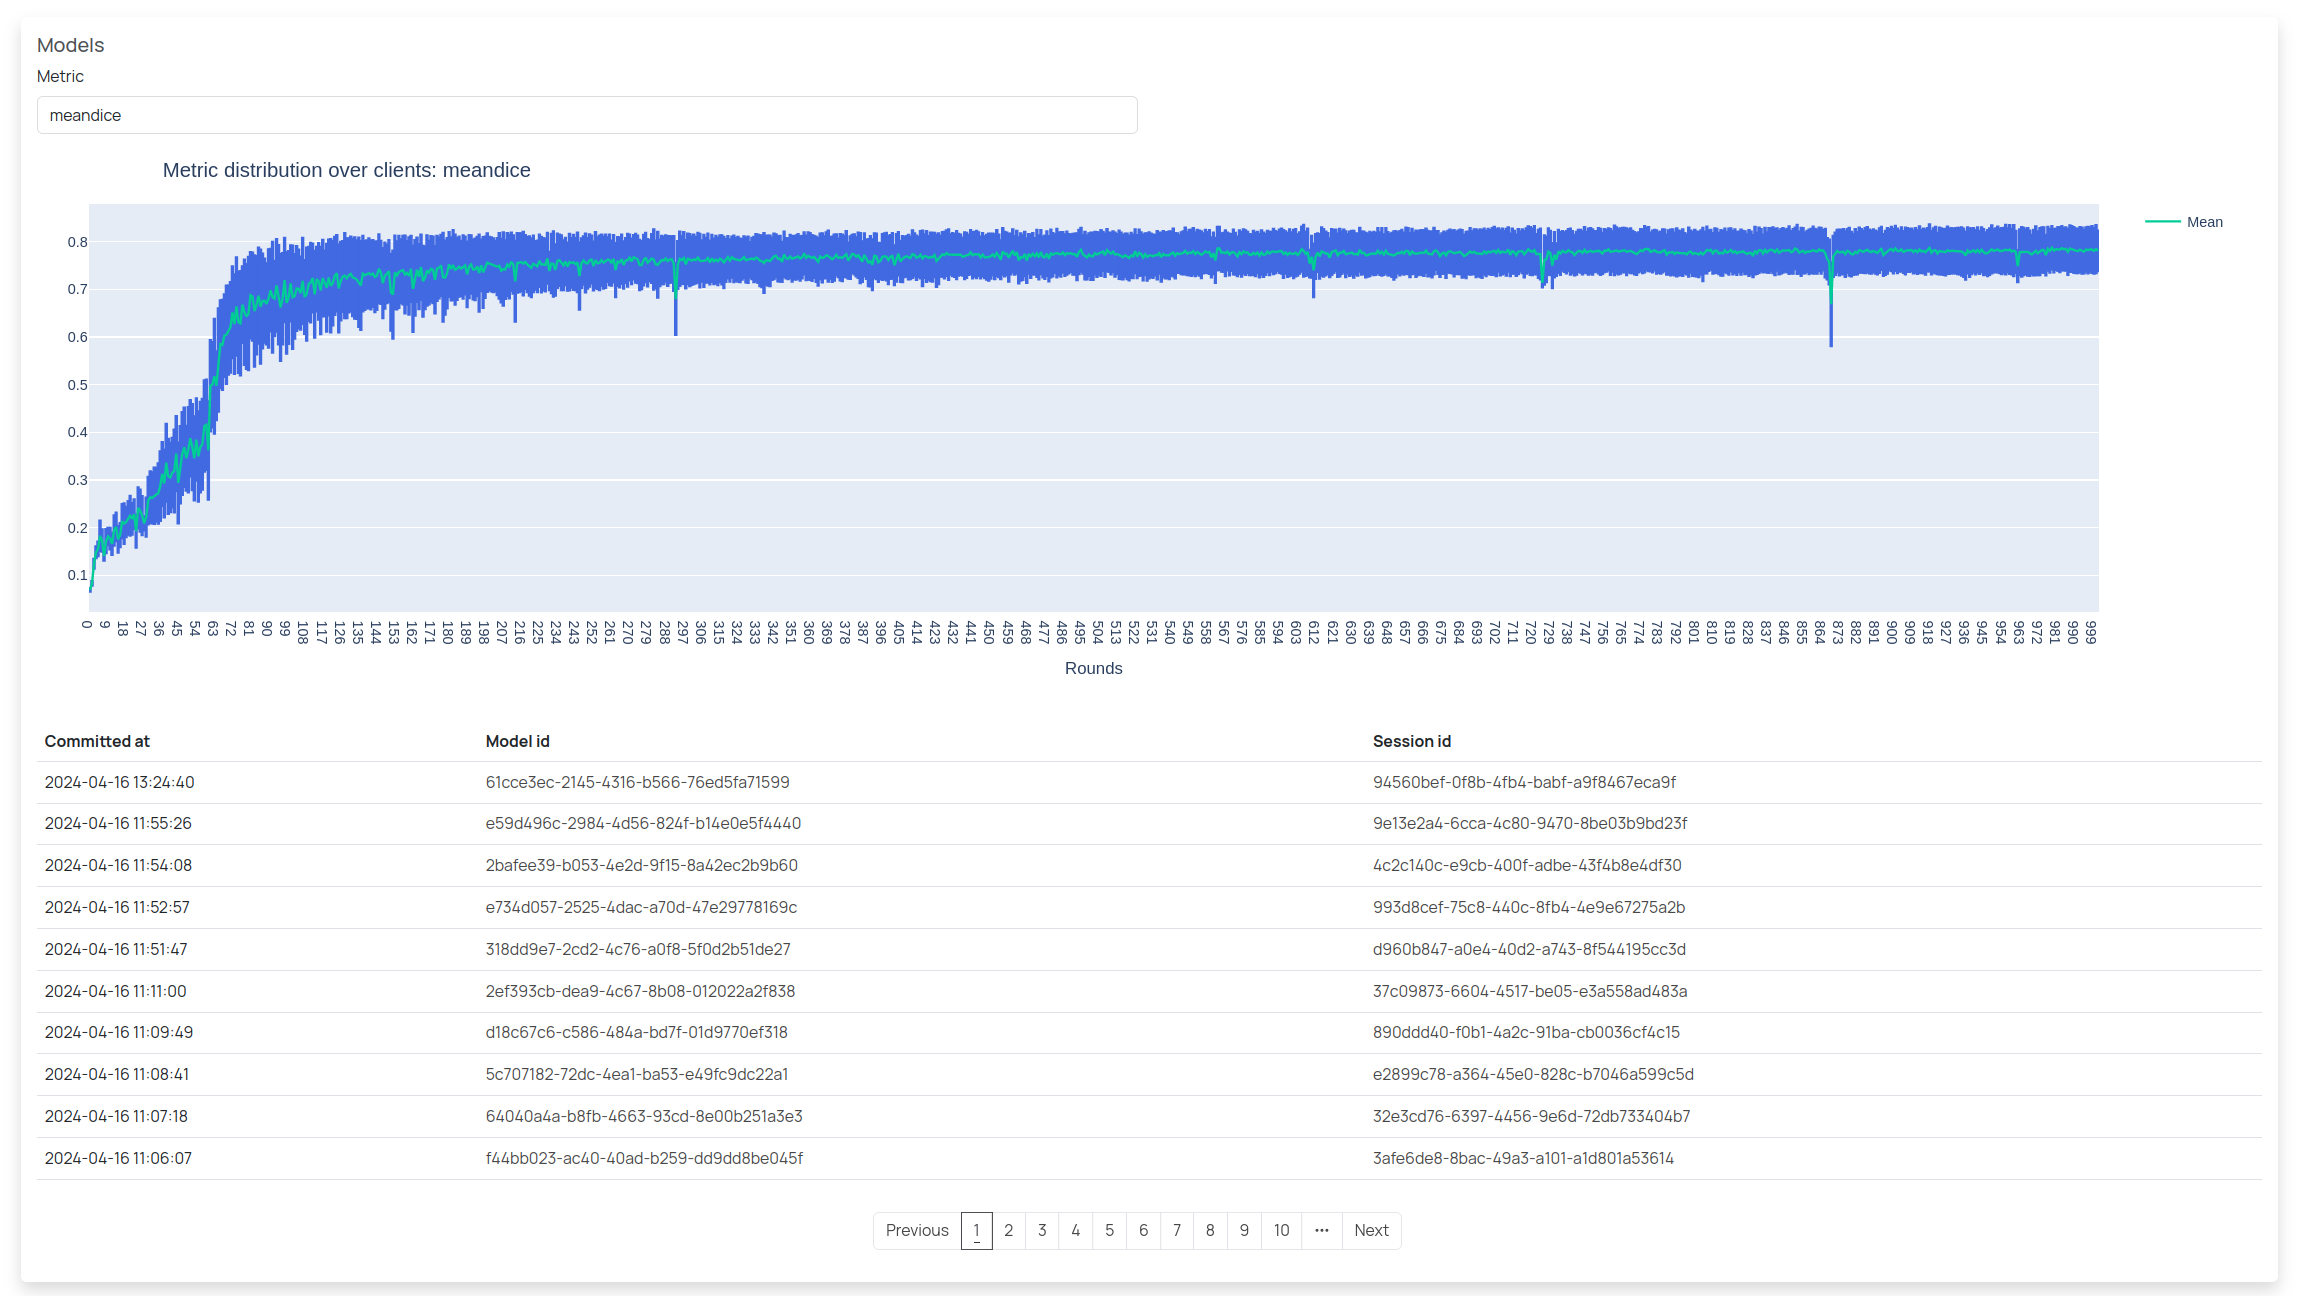 Models
Metric
meandice
Metric distribution over clients: meandice
Mean
0.8
0.7
0.6
0.5
0.4
0.3
0.2
0.1
0 9 18 27 36 45 54 63 72 81 90 99 108 117 126 135 144 153 162 171 180 189 198 207 216 225 234 243 252 261 270 279 288 297 306 315 324 333 342 351 360 369 378 387 396 405 414 423 432 441 450 459 468 477 486 495 504 513 522 531 540 549 558 567 576 585 594 603 612 621 630 639 648 657 666 675 684 693 702 711 720 729 738 747 756 765 774 783 792 801 810 819 828 837 846 855 864 873 882 891 900 909 918 927 936 945 954 963 972 981 990 999
Rounds
Committed at Model id Session id
2024-04-16 13:24:40 61cce3ec-2145-4316-b566-76ed5fa71599 94560bef-0f8b-4fb4-babf-a9f8467eca9f
2024-04-16 11:55:26 e59d496c-2984-4d56-824f-b14e0e5f4440 9e13e2a4-6cca-4c80-9470-8be03b9bd23f
2024-04-16 11:54:08 2bafee39-b053-4e2d-9f15-8a42ec2b9b60 4c2c140c-e9cb-400f-adbe-43f4b8e4df30
2024-04-16 11:52:57 e734d057-2525-4dac-a70d-47e29778169c 993d8cef-75c8-440c-8fb4-4e9e67275a2b
2024-04-16 11:51:47 318dd9e7-2cd2-4c76-a0f8-5f0d2b51de27 d960b847-a0e4-40d2-a743-8f544195cc3d
2024-04-16 11:11:00 2ef393cb-dea9-4c67-8b08-012022a2f838 37c09873-6604-4517-be05-e3a558ad483a
2024-04-16 11:09:49 d18c67c6-c586-484a-bd7f-01d9770ef318 890ddd40-f0b1-4a2c-91ba-cb0036cf4c15
2024-04-16 11:08:41 5c707182-72dc-4ea1-ba53-e49fc9dc22a1 e2899c78-a364-45e0-828c-b7046a599c5d
2024-04-16 11:07:18 64040a4a-b8fb-4663-93cd-8e00b251a3e3 32e3cd76-6397-4456-9e6d-72db733404b7
2024-04-16 11:06:07 f44bb023-ac40-40ad-b259-dd9dd8be045f 3afe6de8-8bac-49a3-a101-a1d801a53614
Previous 1 2 3 4 5 6 7 8 9 10 ··· Next